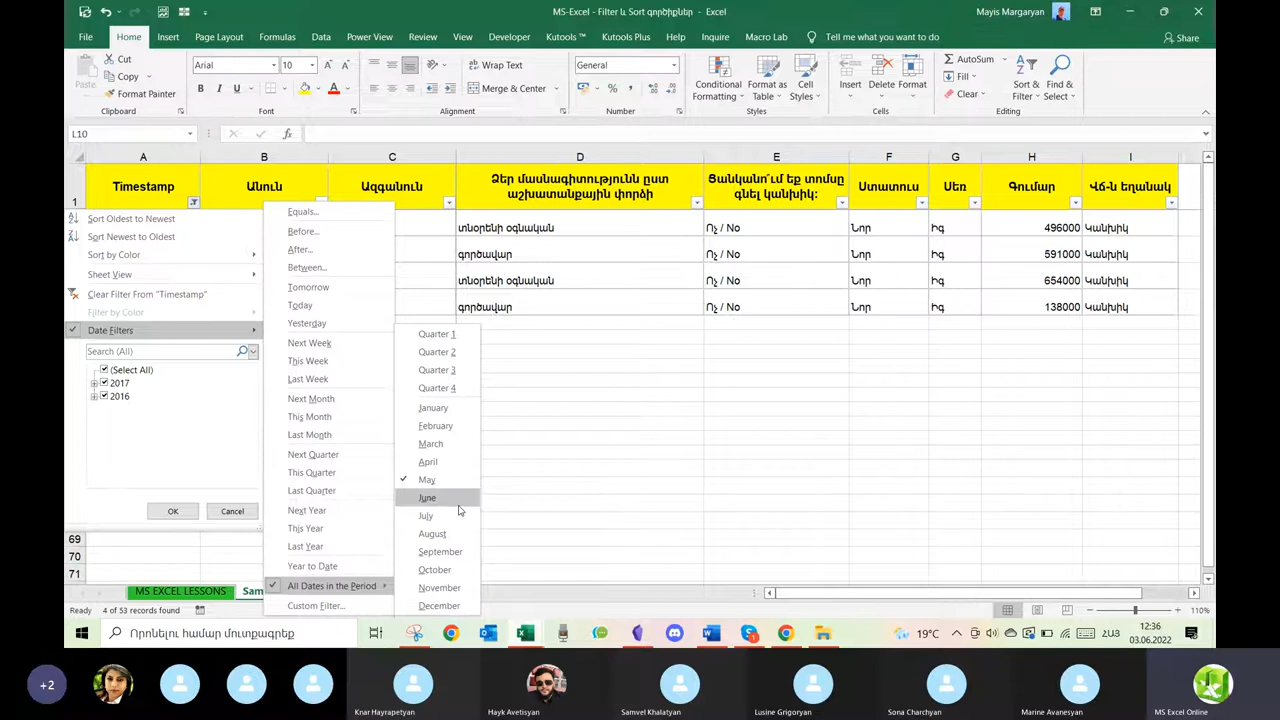 MS-Excel - Filter և Sort գործիքներ - Excel
Mayis Margaryan
File Home Insert Page Layout Formulas Data Power View Review View Developer Kutools ™ Kutools Plus Help Inquire Macro Lab Tell me what you want to do Share
Cut
Copy
Format Painter
Paste
Arial 10
B I U
Wrap Text
Merge & Center
General
$ %
Conditional Formatting
Format as Table
Cell Styles
Insert Delete Format
AutoSum
Fill
Clear
Sort & Filter
Find & Select
Clipboard Font Alignment Number Styles Cells Editing
L10 fx
A B C D E F G H I
1 Timestamp Անուն Ազգանուն Ձեր մասնագիտությունն ըստ աշխատանքային փորձի Ցանկանո՞ւմ եք տոմսը գնել կանխիկ: Ստատուս Սեռ Գումար Վճ-ն եղանակ
տնօրենի օգնական Ոչ / No Նոր Իգ 496000 Կանխիկ
գործավար Ոչ / No Նոր Իգ 591000 Կանխիկ
տնօրենի օգնական Ոչ / No Նոր Իգ 654000 Կանխիկ
գործավար Ոչ / No Նոր Իգ 138000 Կանխիկ
Sort Oldest to Newest
Sort Newest to Oldest
Sort by Color
Sheet View
Clear Filter From "Timestamp"
Filter by Color
Date Filters
Search (All)
(Select All)
2017
2016
OK Cancel
Equals...
Before...
After...
Between...
Tomorrow
Today
Yesterday
Next Week
This Week
Last Week
Next Month
This Month
Last Month
Next Quarter
This Quarter
Last Quarter
Next Year
This Year
Last Year
Year to Date
All Dates in the Period
Custom Filter...
Quarter 1
Quarter 2
Quarter 3
Quarter 4
January
February
March
April
May
June
July
August
September
October
November
December
69
70
71
MS EXCEL LESSONS Sam
Ready 4 of 53 records found 110%
Որոնելու համար մուտքագրեք
19°C ՀԱՅ 12:36
03.06.2022
+2
Knar Hayrapetyan Hayk Avetisyan Samvel Khalatyan Lusine Grigoryan Sona Charchyan Marine Avanesyan MS Excel Online